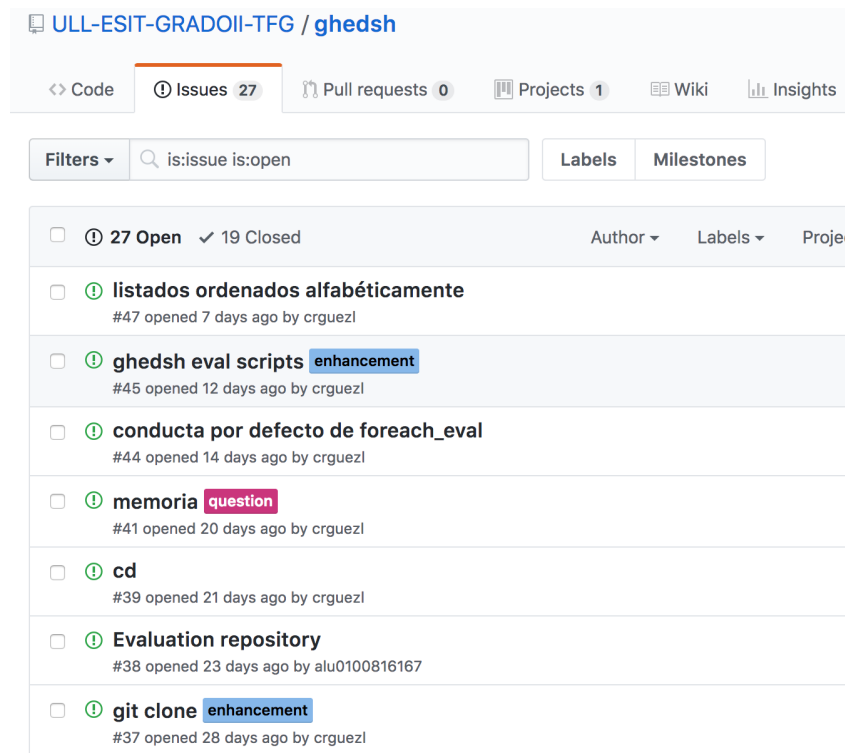 ULL-ESIT-GRADOII-TFG / ghedsh
<> Code Issues 27 Pull requests 0 Projects 1 Wiki Insights
Filters is:issue is:open Labels Milestones
27 Open 19 Closed Author Labels Proje
listados ordenados alfabéticamente
#47 opened 7 days ago by crguezl
ghedsh eval scripts enhancement
#45 opened 12 days ago by crguezl
conducta por defecto de foreach_eval
#44 opened 14 days ago by crguezl
memoria question
#41 opened 20 days ago by crguezl
cd
#39 opened 21 days ago by crguezl
Evaluation repository
#38 opened 23 days ago by alu0100816167
git clone enhancement
#37 opened 28 days ago by crguezl